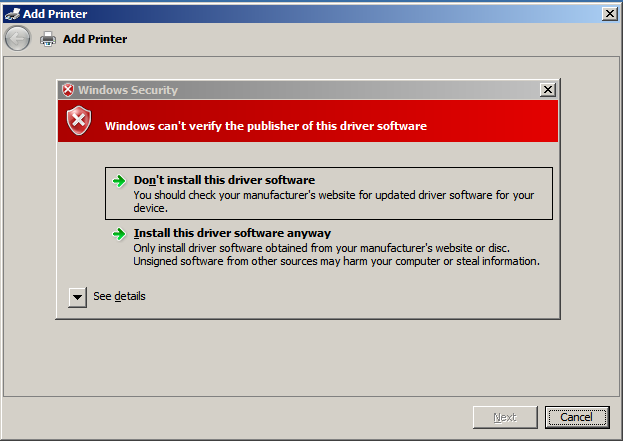 Add Printer
Add Printer
Windows Security
Windows can't verify the publisher of this driver software
Don't install this driver software
You should check your manufacturer's website for updated driver software for your
device.
Install this driver software anyway
Only install driver software obtained from your manufacturer's website or disc.
Unsigned software from other sources may harm your computer or steal information.
See details
Next
Cancel